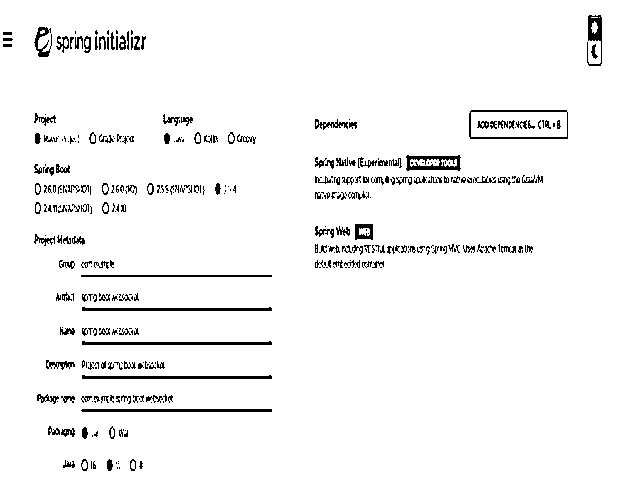 spring initializr
Project
Maven Project Gradle Project
Language
Java Kotlin Groovy
Dependencies
ADD DEPENDENCIES... CTRL + B
Spring Boot
2.6.0 (SNAPSHOT) 2.6.0 (M2) 2.5.5 (SNAPSHOT)
2.4.11 (SNAPSHOT) 2.4.10
Spring Native [Experimental] DEVELOPER TOOLS
Incubating support for compiling Spring applications to native executables using the GraalVM
native-image compiler.
Spring Web WEB
Build web, including RESTful, applications using Spring MVC. Uses Apache Tomcat as the
default embedded container.
Project Metadata
Group com.example
Artifact spring-boot-websocket
Name spring-boot-websocket
Description Project of spring boot websocket
Package name com.example.spring-boot-websocket
Packaging Jar War
Java 16 8